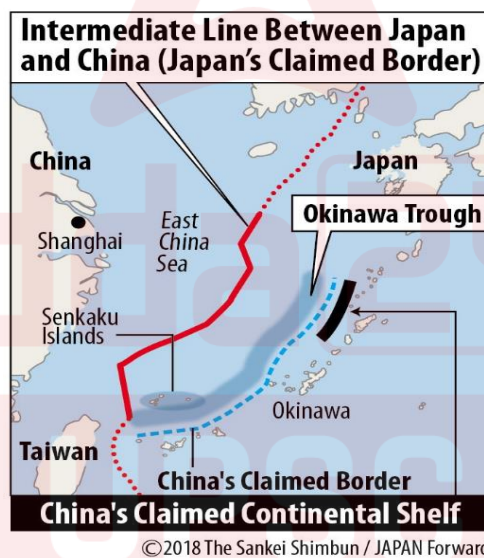 Intermediate Line Between Japan
and China (Japan's Claimed Border)
China
Japan
Shanghai
East
China
Sea
Okinawa Trough
Senkaku
Islands
Okinawa
Taiwan
China's Claimed Border
China's Claimed Continental Shelf
©2018 The Sankei Shimbun / JAPAN Forward